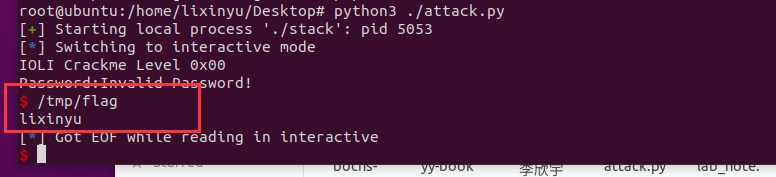 root@ubuntu:/home/lixinyu/Desktop# python3 ./attack.py
[+] Starting local process './stack': pid 5053
[*] Switching to interactive mode
IOLI Crackme Level 0x00
Password:Invalid Password!
$ /tmp/flag
lixinyu
[*] Got EOF while reading in interactive
$
Starred
bochs- yy-book 李欣宇 attack.py lab_note.